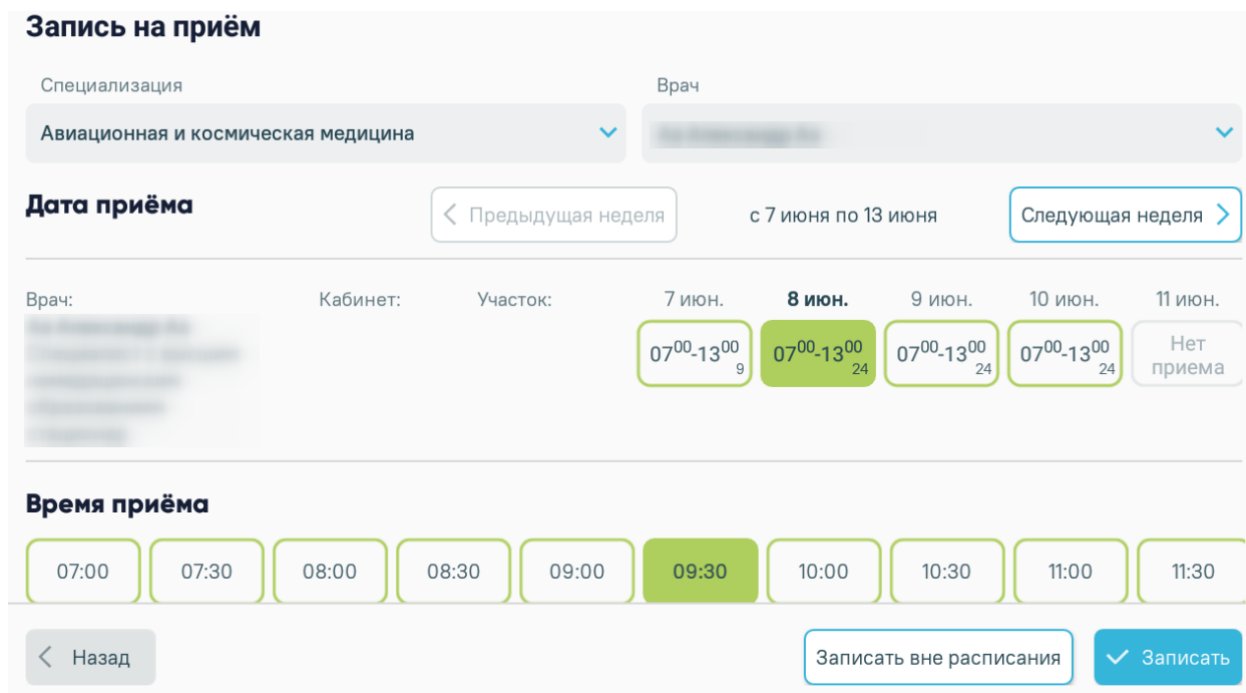 Запись на приём
Специализация Врач
Авиационная и космическая медицина
Дата приёма Предыдущая неделя с 7 июня по 13 июня Следующая неделя
Врач: Кабинет: Участок: 7 июн. 8 июн. 9 июн. 10 июн. 11 июн.
07⁰⁰-13⁰⁰ 9 07⁰⁰-13⁰⁰ 24 07⁰⁰-13⁰⁰ 24 07⁰⁰-13⁰⁰ 24 Нет приема
Время приёма
07:00 07:30 08:00 08:30 09:00 09:30 10:00 10:30 11:00 11:30
Назад Записать вне расписания Записать